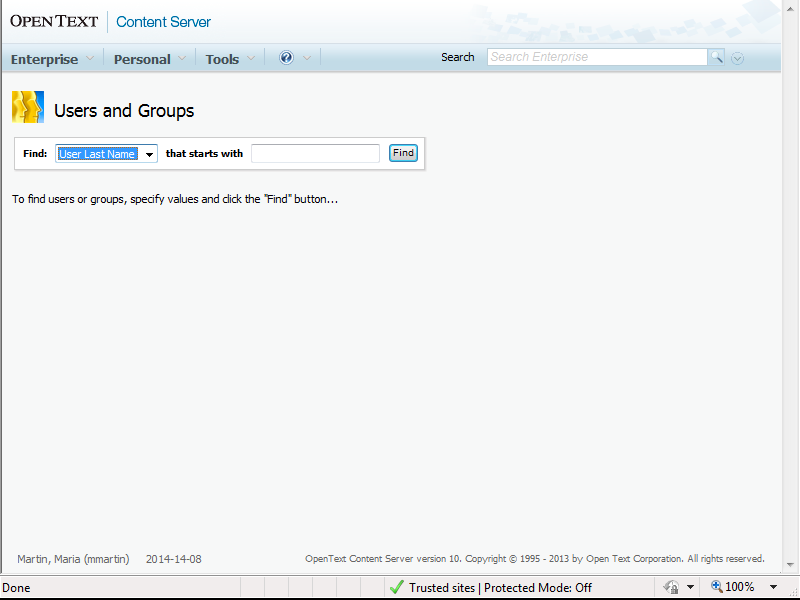 OPEN TEXT | Content Server
Enterprise Personal Tools ? Search Search Enterprise
Users and Groups
Find: User Last Name that starts with Find
To find users or groups, specify values and click the "Find" button...
Martin, Maria (mmartin) 2014-14-08 OpenText Content Server version 10. Copyright © 1995 - 2013 by Open Text Corporation. All rights reserved.
Done Trusted sites | Protected Mode: Off 100%